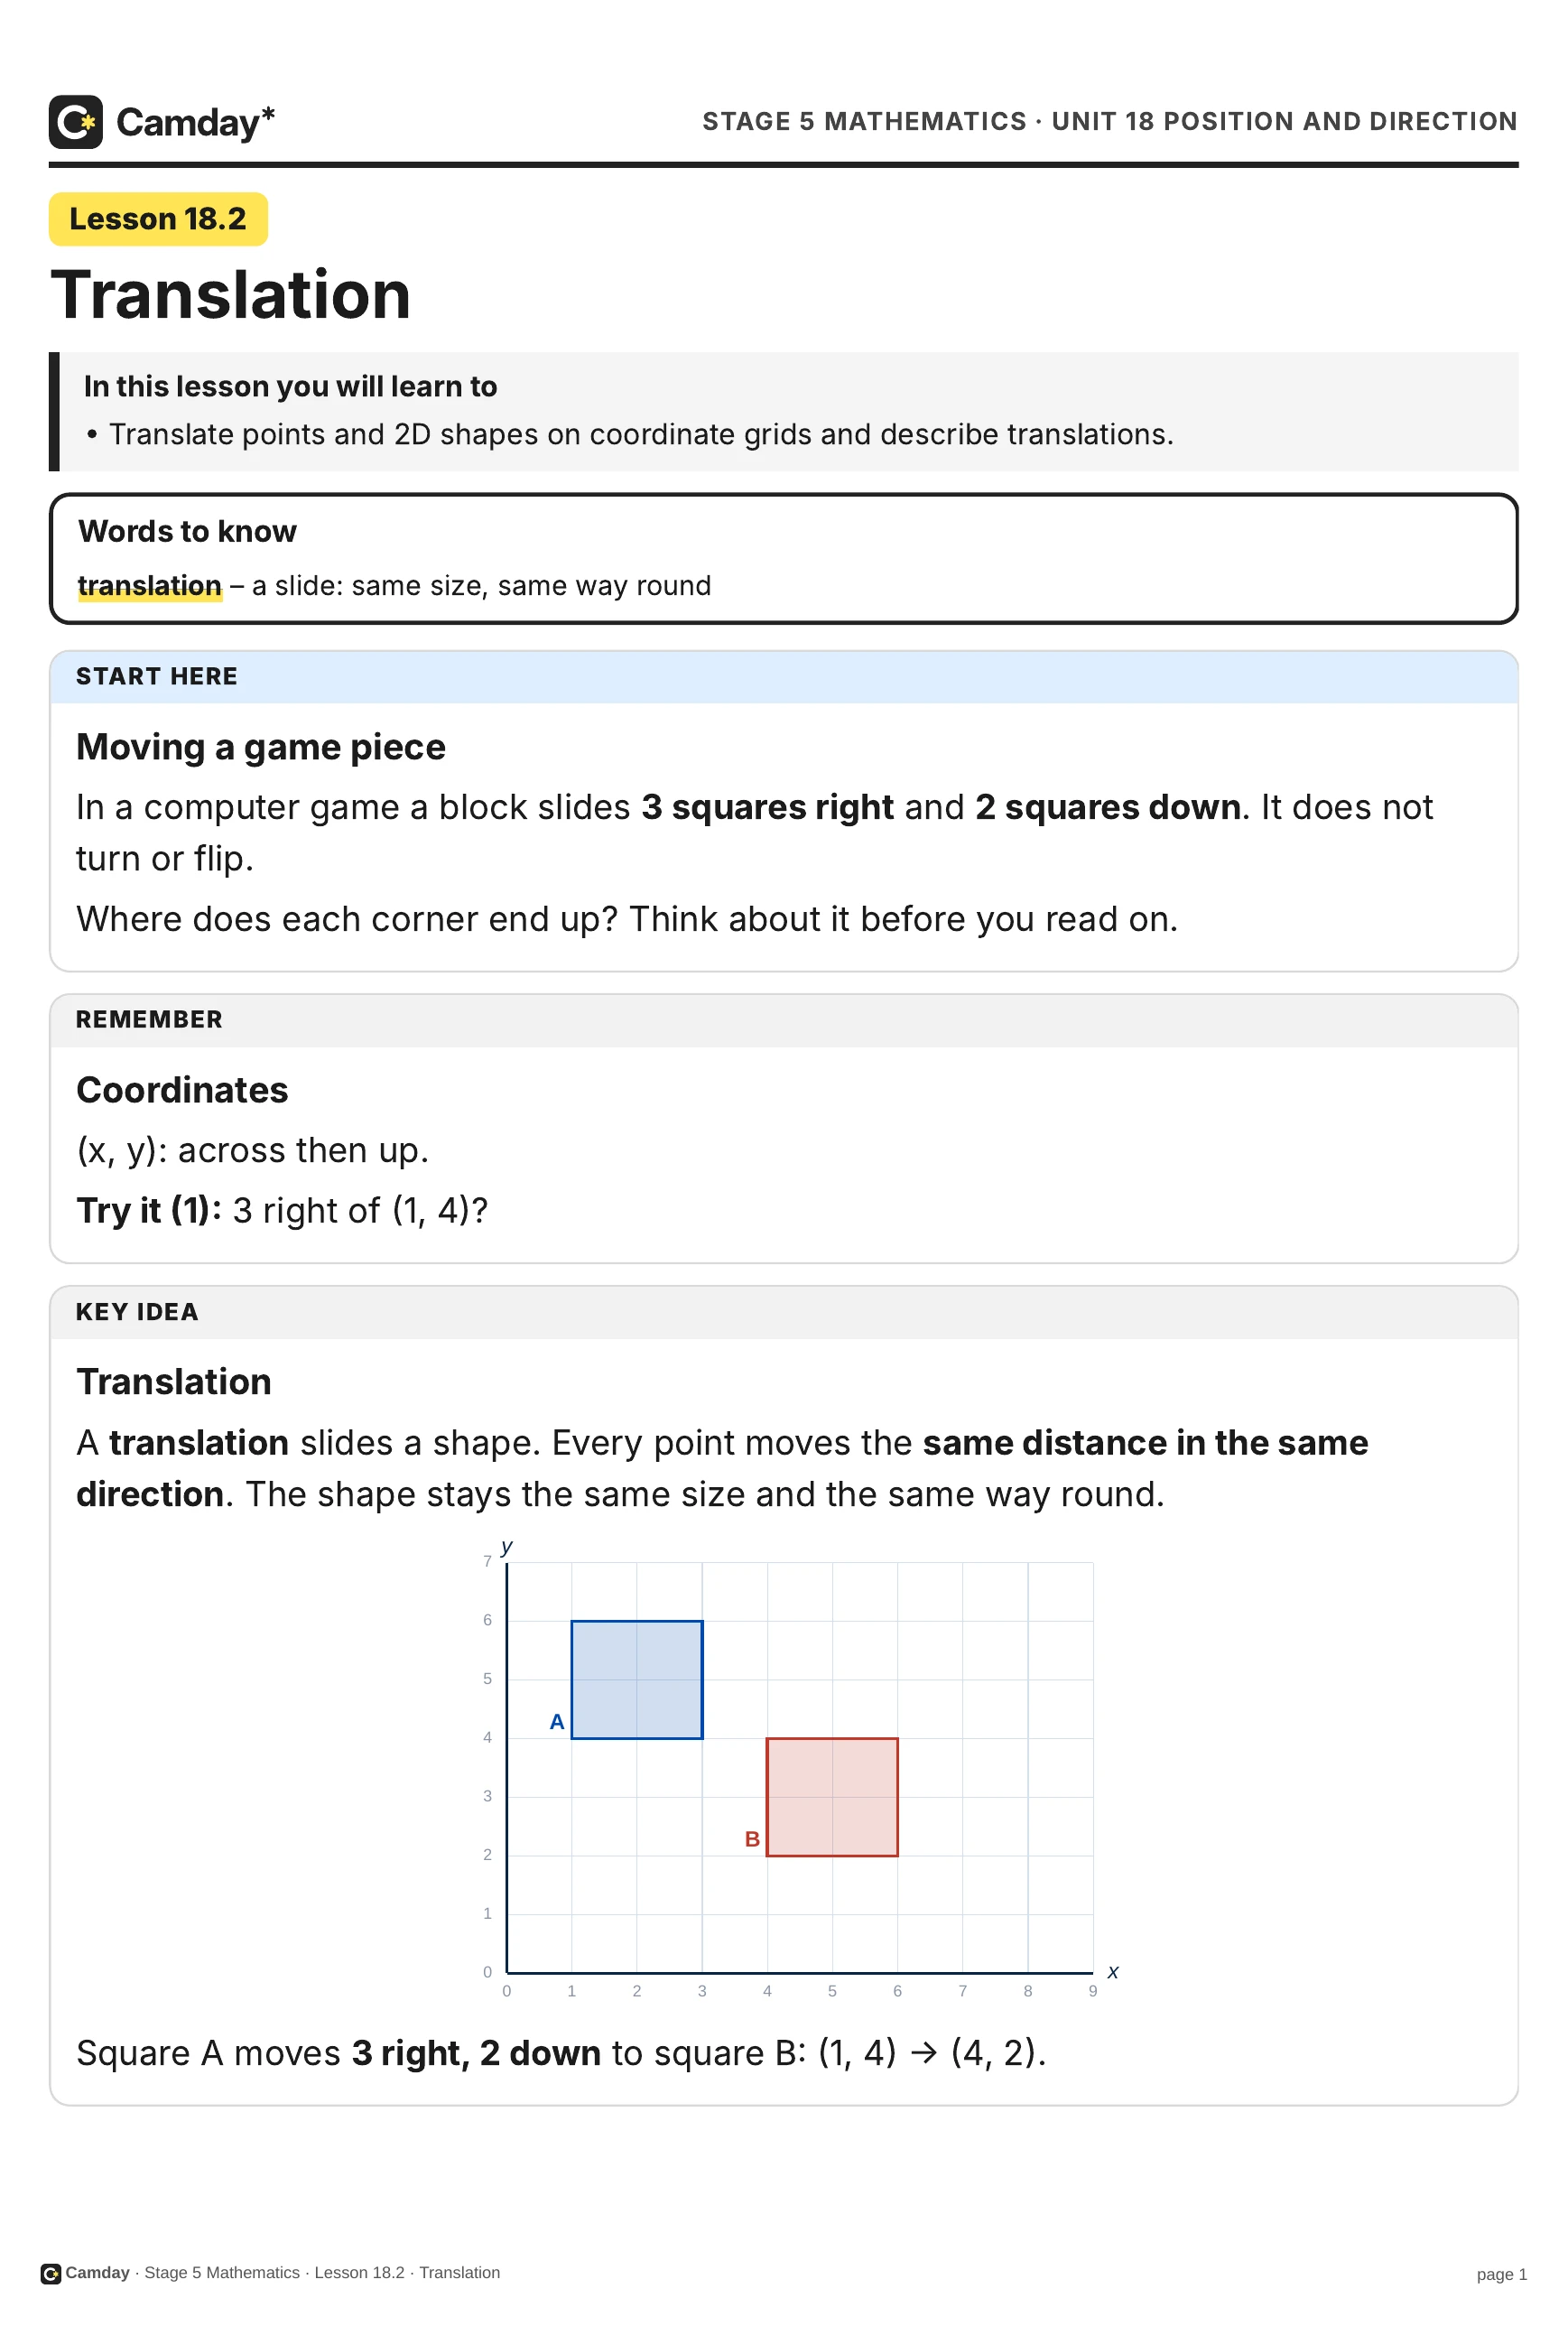 Camday*
STAGE 5 MATHEMATICS · UNIT 18 POSITION AND DIRECTION
Lesson 18.2
Translation
In this lesson you will learn to
• Translate points and 2D shapes on coordinate grids and describe translations.
Words to know
translation – a slide: same size, same way round
START HERE
Moving a game piece
In a computer game a block slides 3 squares right and 2 squares down. It does not
turn or flip.
Where does each corner end up? Think about it before you read on.
REMEMBER
Coordinates
(x, y): across then up.
Try it (1): 3 right of (1, 4)?
KEY IDEA
Translation
A translation slides a shape. Every point moves the same distance in the same
direction. The shape stays the same size and the same way round.
y
7
6
5
A
4
3
B
2
1
0
x
0 1 2 3 4 5 6 7 8 9
Square A moves 3 right, 2 down to square B: (1, 4) → (4, 2).
Camday · Stage 5 Mathematics · Lesson 18.2 · Translation
page 1